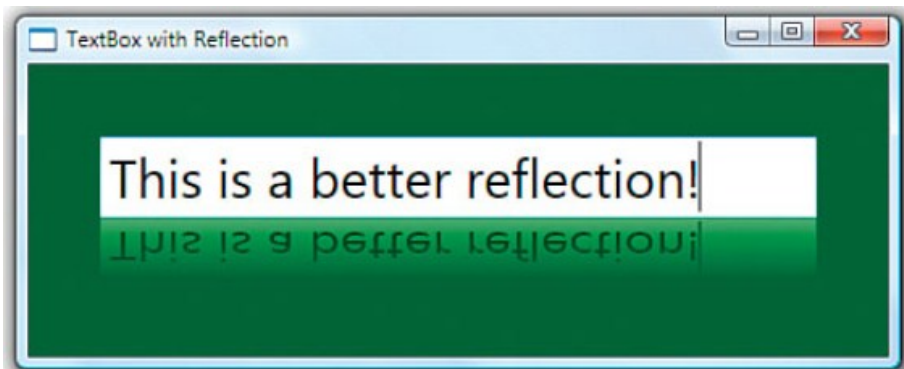 TextBox with Reflection
This is a better reflection!
This is a better reflection!